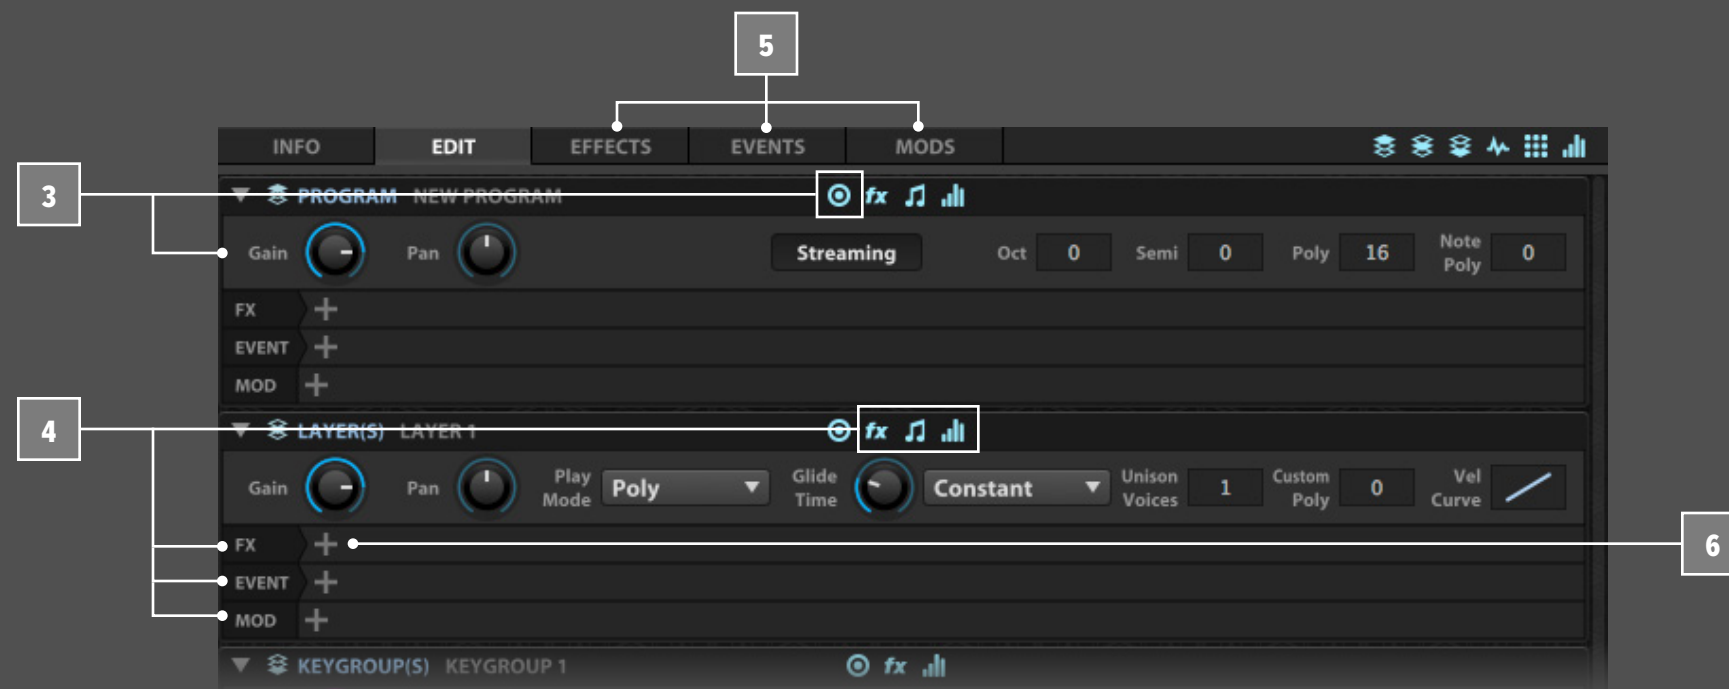 5
INFO EDIT EFFECTS EVENTS MODS
3
PROGRAM NEW PROGRAM fx
Gain Pan Streaming Oct 0 Semi 0 Poly 16 Note Poly 0
FX
EVENT
MOD
4
LAYER(S) LAYER 1 fx
Gain Pan Play Mode Poly Glide Time Constant Unison Voices 1 Custom Poly 0 Vel Curve
FX
6
EVENT
MOD
KEYGROUP(S) KEYGROUP 1 fx